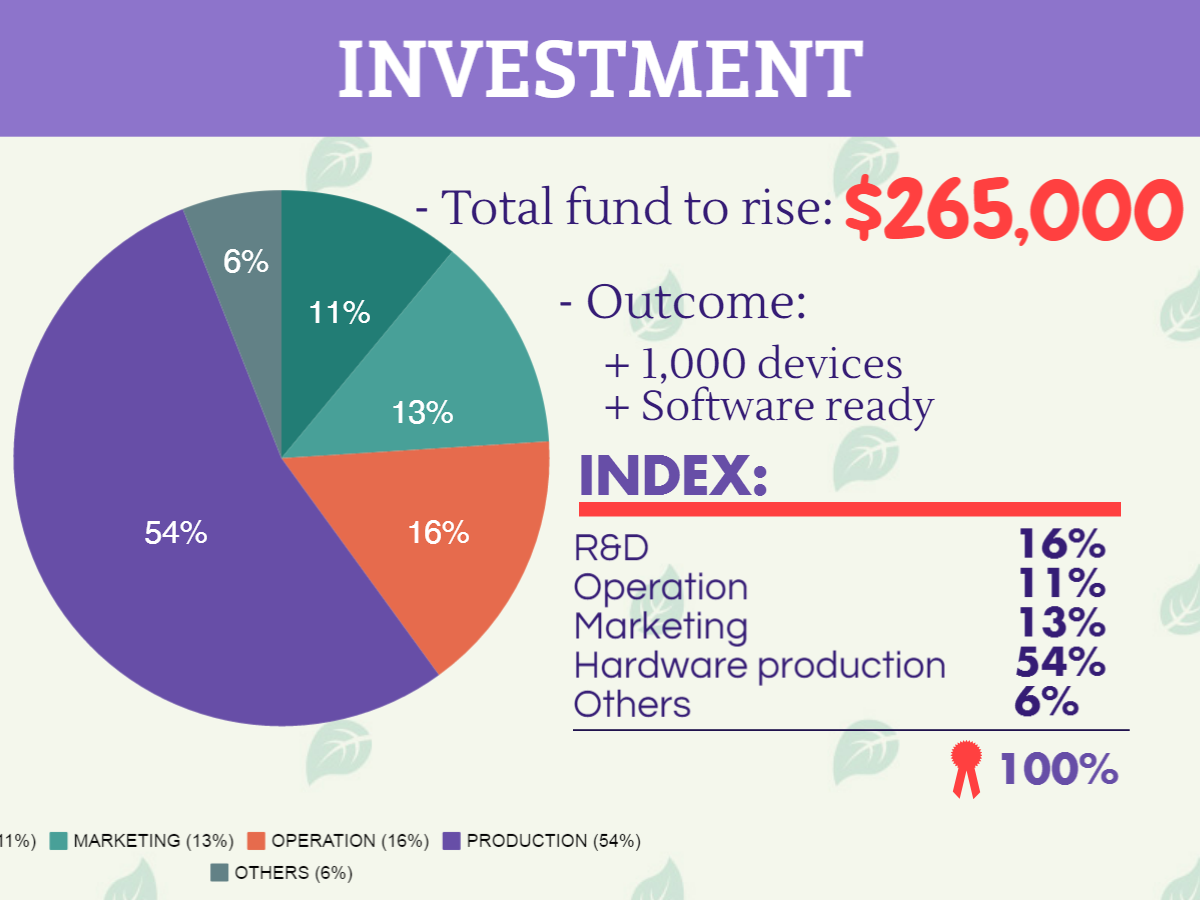 INVESTMENT
- Total fund to rise: $265,000
- Outcome:
+ 1,000 devices
+ Software ready
6%
11%
13%
54%
16%
INDEX:
R&D 16%
Operation 11%
Marketing 13%
Hardware production 54%
Others 6%
100%
11%) MARKETING (13%) OPERATION (16%) PRODUCTION (54%)
OTHERS (6%)